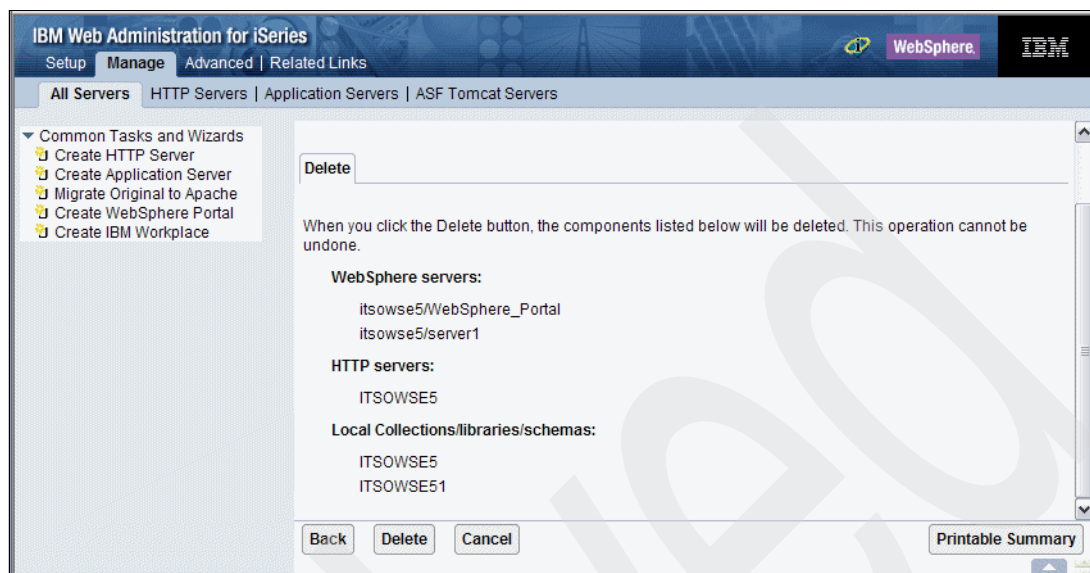 IBM Web Administration for iSeries
Setup Manage Advanced | Related Links
WebSphere.
IBM
All Servers HTTP Servers | Application Servers | ASF Tomcat Servers
Common Tasks and Wizards
Create HTTP Server
Create Application Server
Migrate Original to Apache
Create WebSphere Portal
Create IBM Workplace
Delete
When you click the Delete button, the components listed below will be deleted. This operation cannot be
undone.
WebSphere servers:
itsowse5/WebSphere_Portal
itsowse5/server1
HTTP servers:
ITSOWSE5
Local Collections/libraries/schemas:
ITSOWSE5
ITSOWSE51
Back Delete Cancel Printable Summary